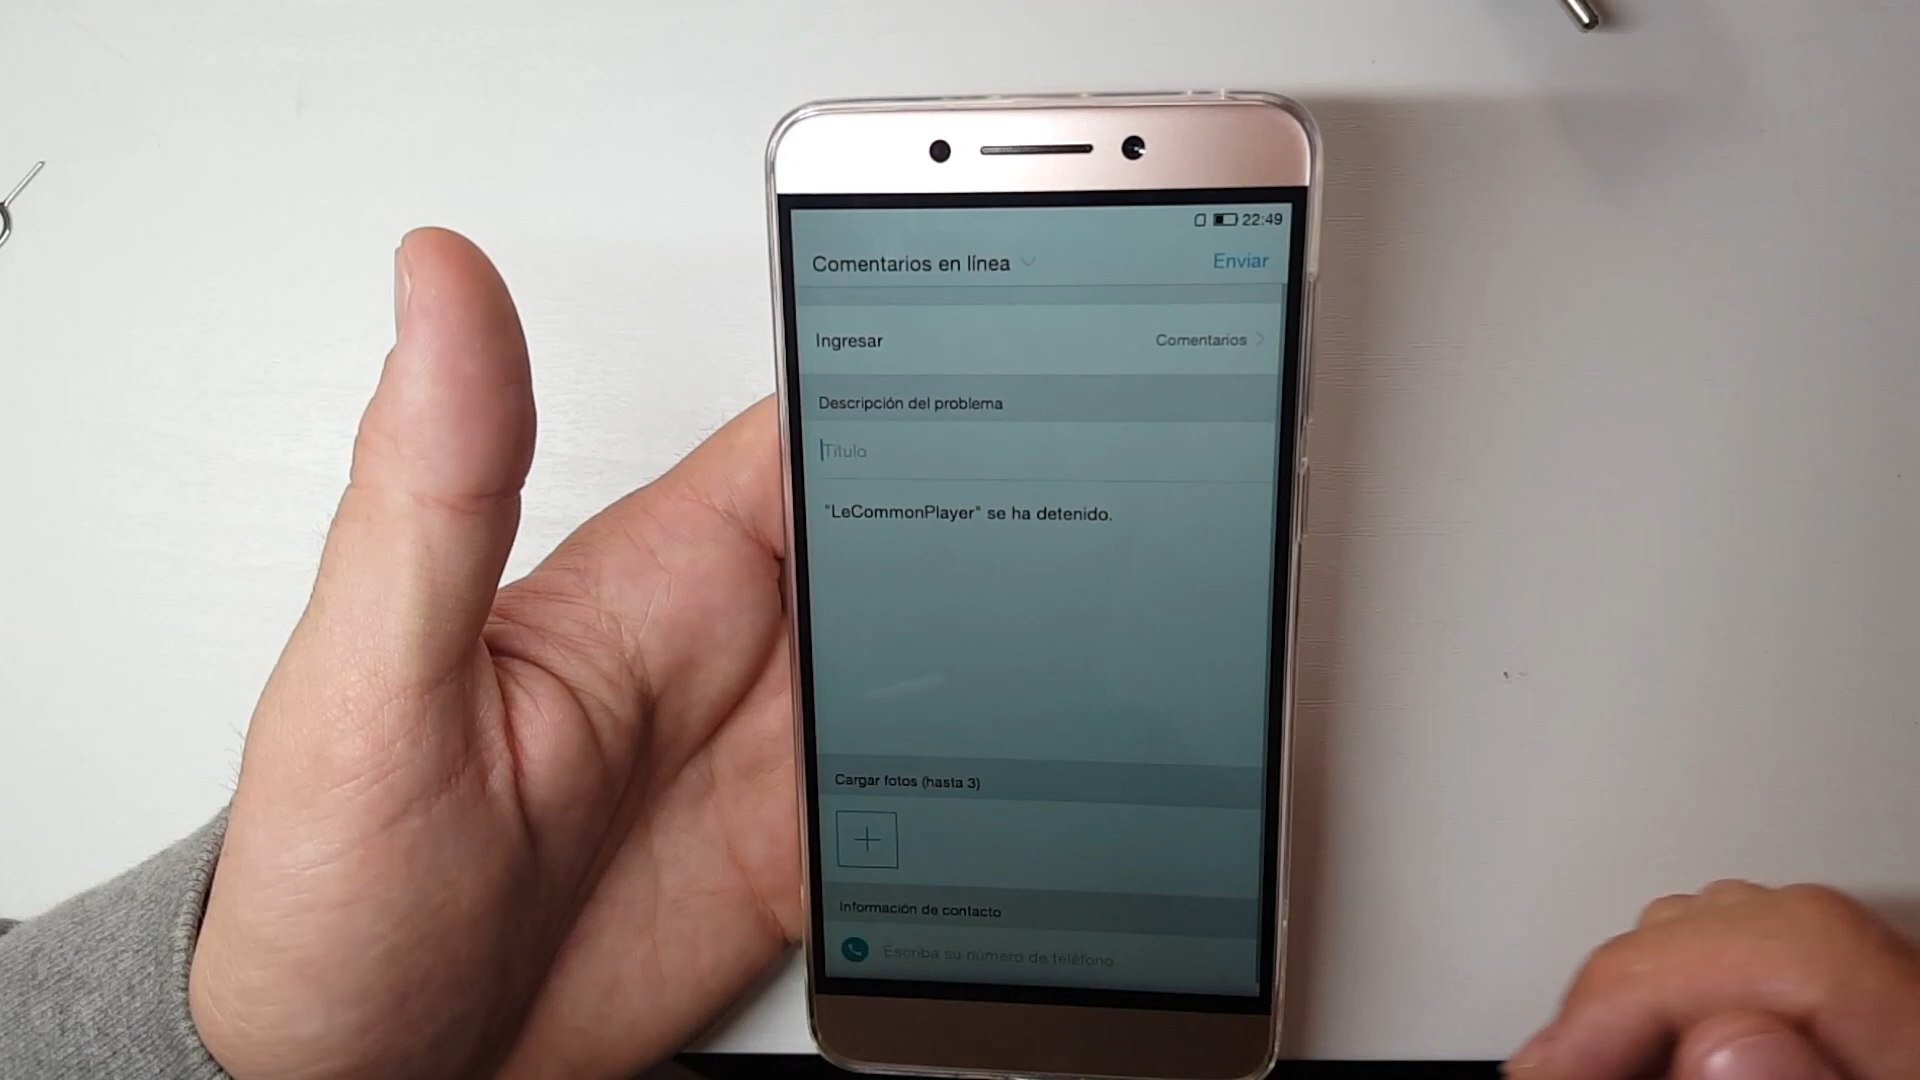 22:49
Comentarios en línea
Enviar
Ingresar
Comentarios
Descripción del problema
Título
"LeCommonPlayer" se ha detenido.
Cargar fotos (hasta 3)
Información de contacto
Escriba su número de teléfono